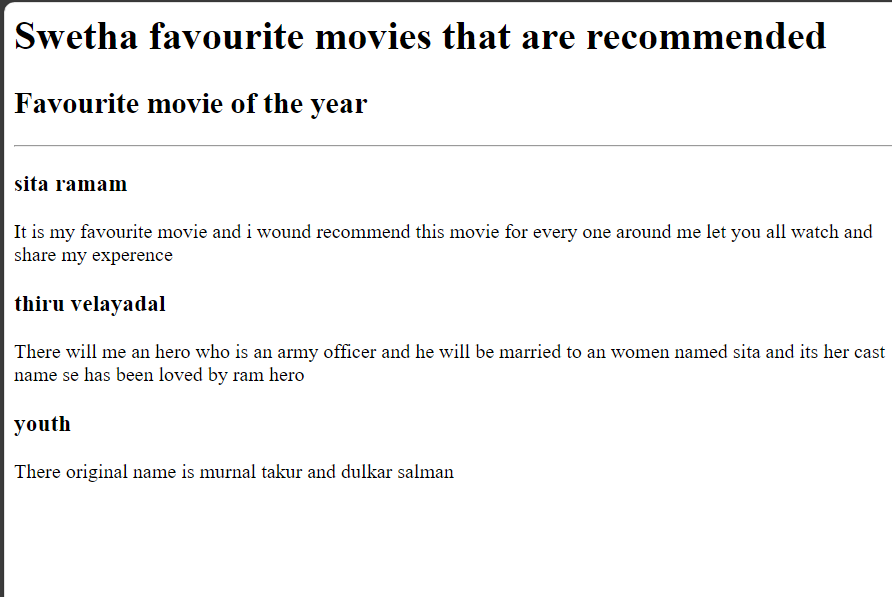 Swetha favourite movies that are recommended
Favourite movie of the year
sita ramam
It is my favourite movie and i wound recommend this movie for every one around me let you all watch and
share my experence
thiru velayadal
There will me an hero who is an army officer and he will be married to an women named sita and its her cast
name se has been loved by ram hero
youth
There original name is murnal takur and dulkar salman